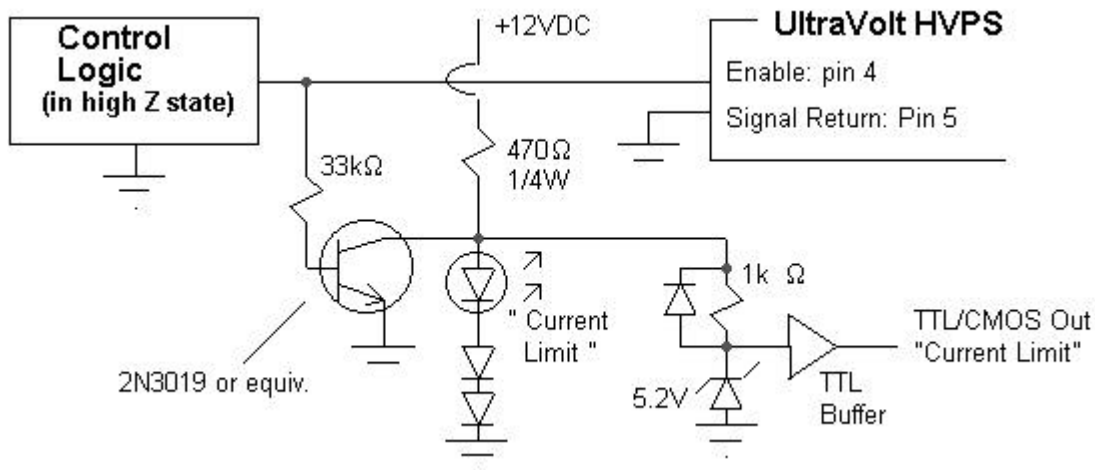 Control
Logic
(in high Z state)
+12VDC
UltraVolt HVPS
Enable: pin 4
Signal Return: Pin 5
33kΩ
470Ω
1/4W
1k Ω
" Current
Limit "
2N3019 or equiv.
5.2V
TTL
Buffer
TTL/CMOS Out
"Current Limit"